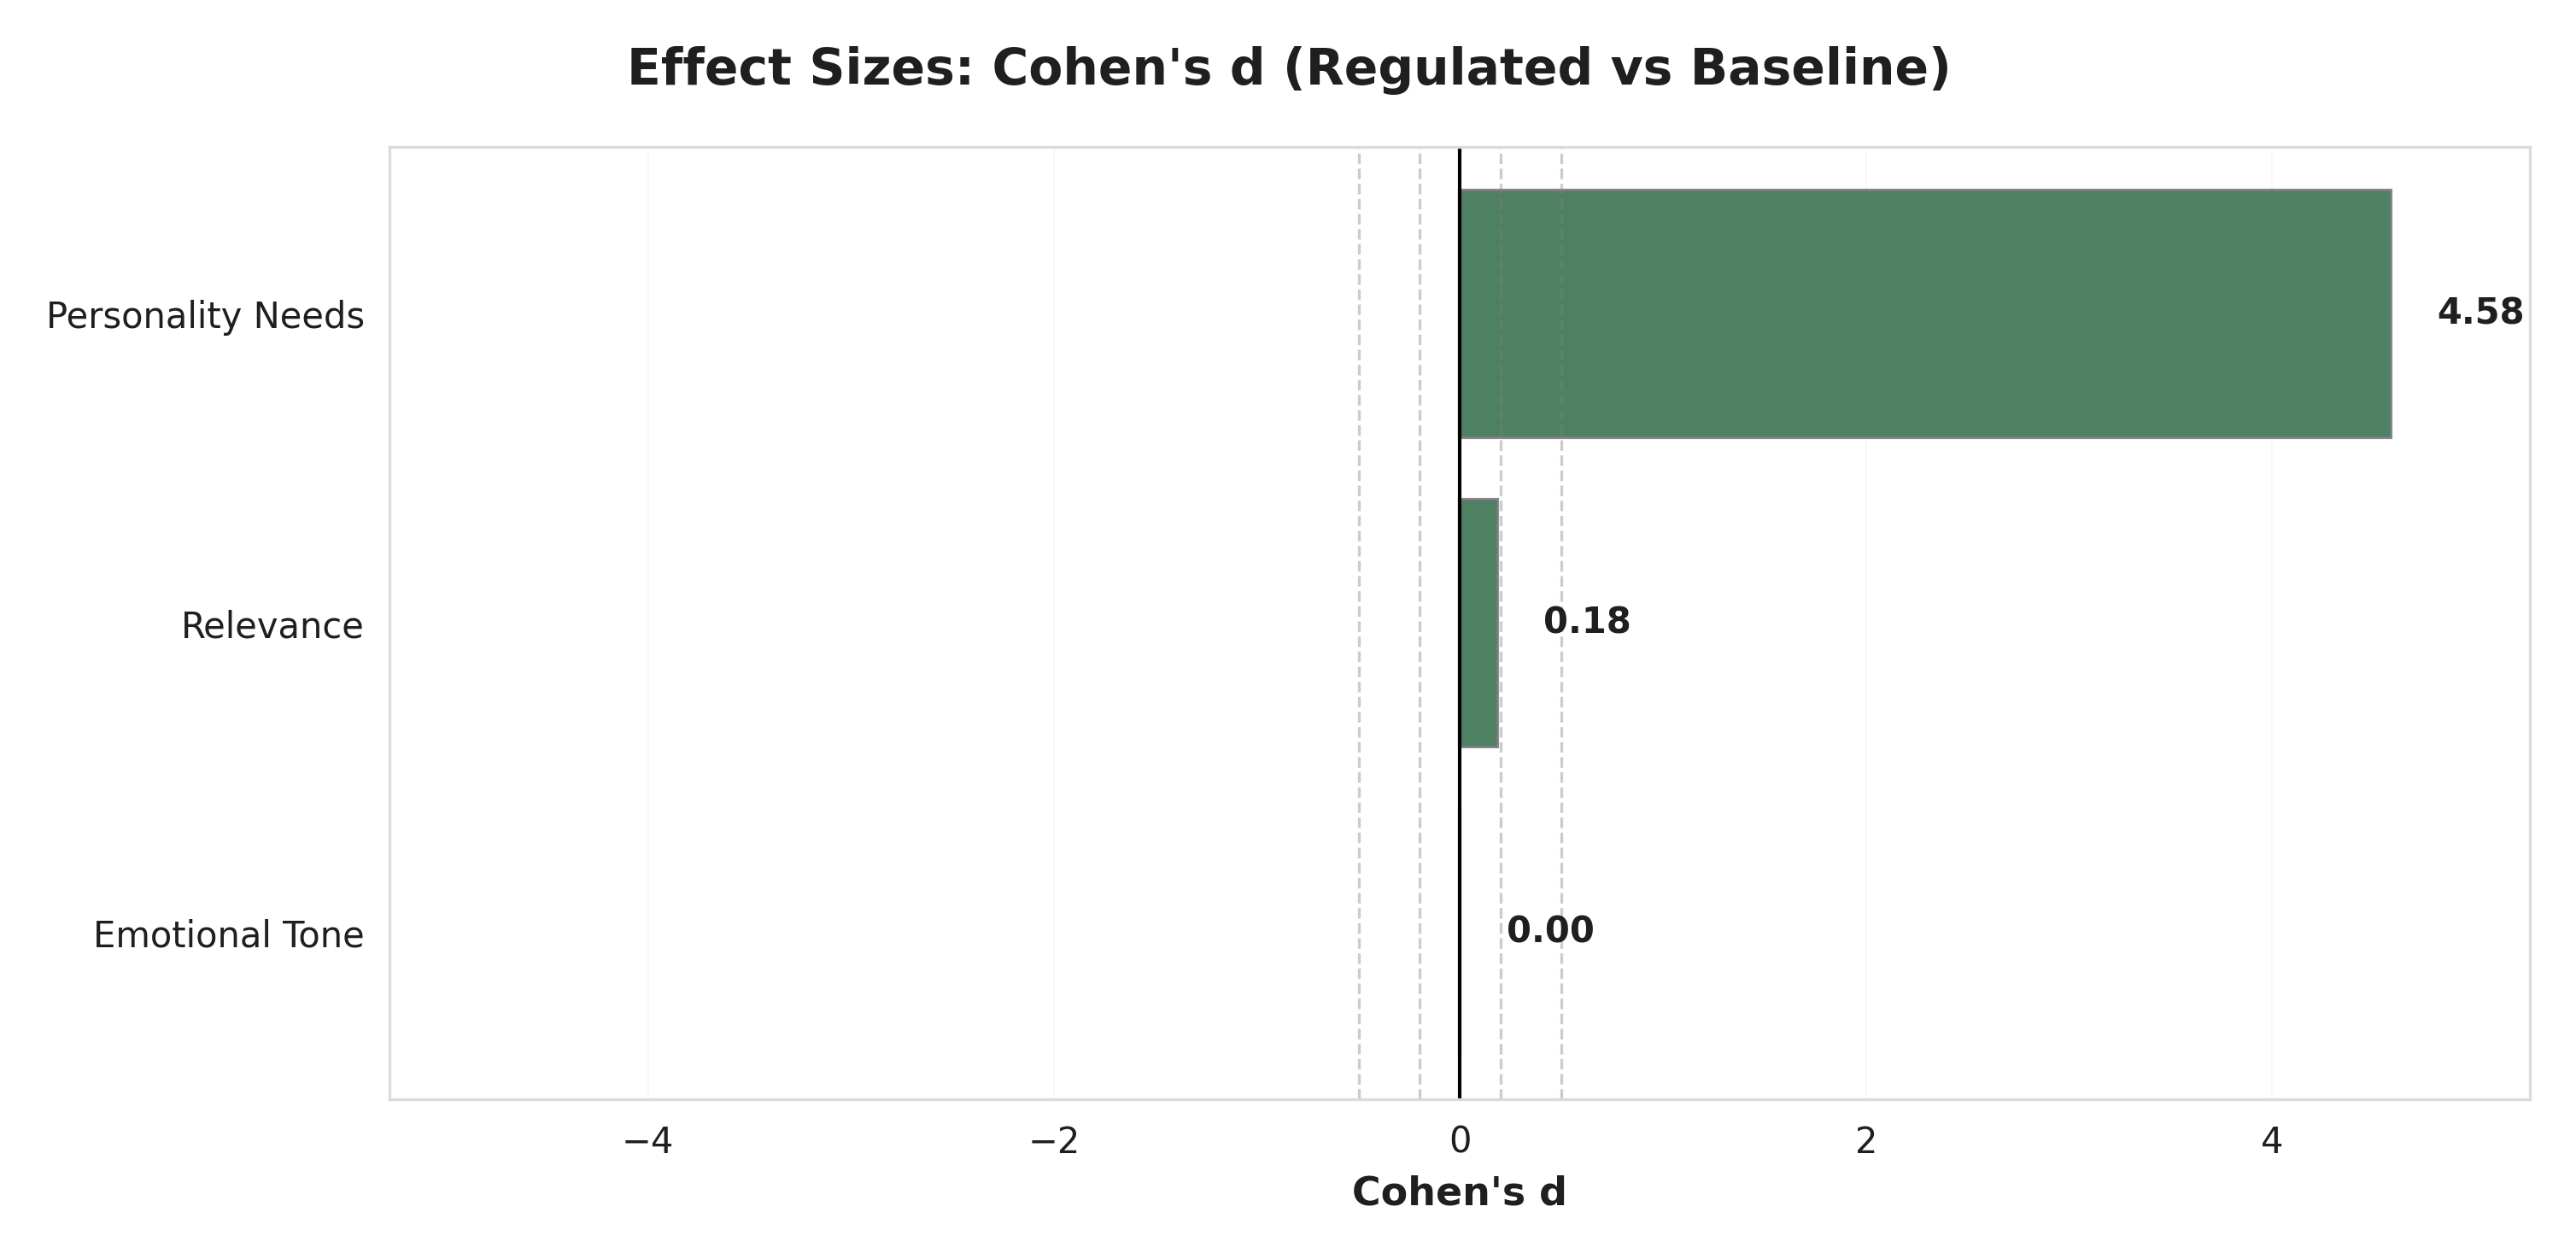 Effect Sizes: Cohen's d (Regulated vs Baseline)
Personality Needs
4.58
Relevance
0.18
Emotional Tone
0.00
−4
−2
0
2
4
Cohen's d